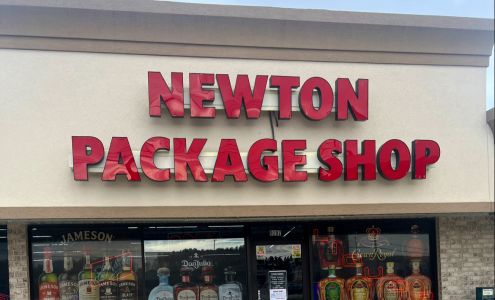 NEWTON
PACKAGE SHOP
JAMESON
Don Julio
Crown Royal